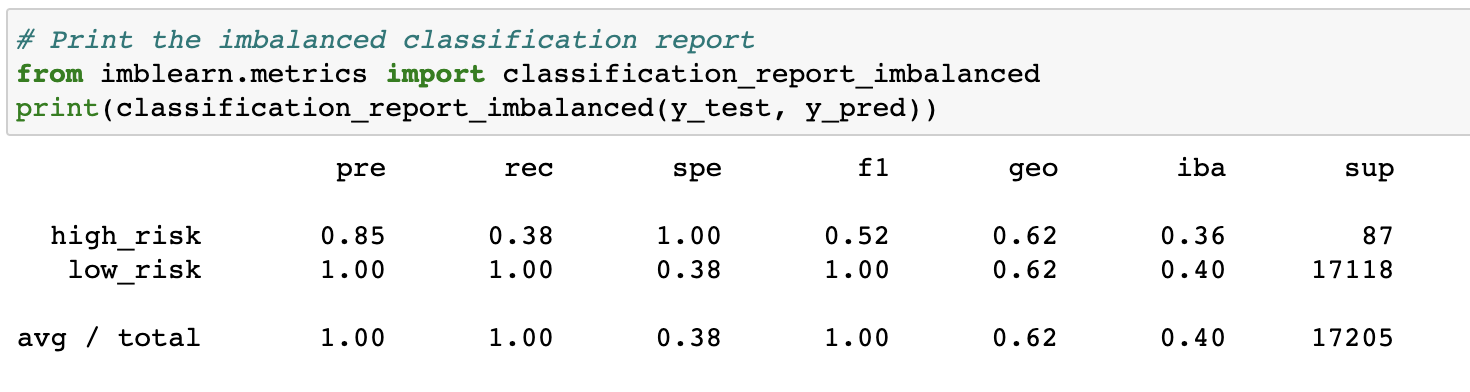 # Print the imbalanced classification report
from imblearn.metrics import classification_report_imbalanced
print(classification_report_imbalanced(y_test, y_pred))
pre rec spe f1 geo iba sup
high_risk 0.85 0.38 1.00 0.52 0.62 0.36 87
low_risk 1.00 1.00 0.38 1.00 0.62 0.40 17118
avg / total 1.00 1.00 0.38 1.00 0.62 0.40 17205